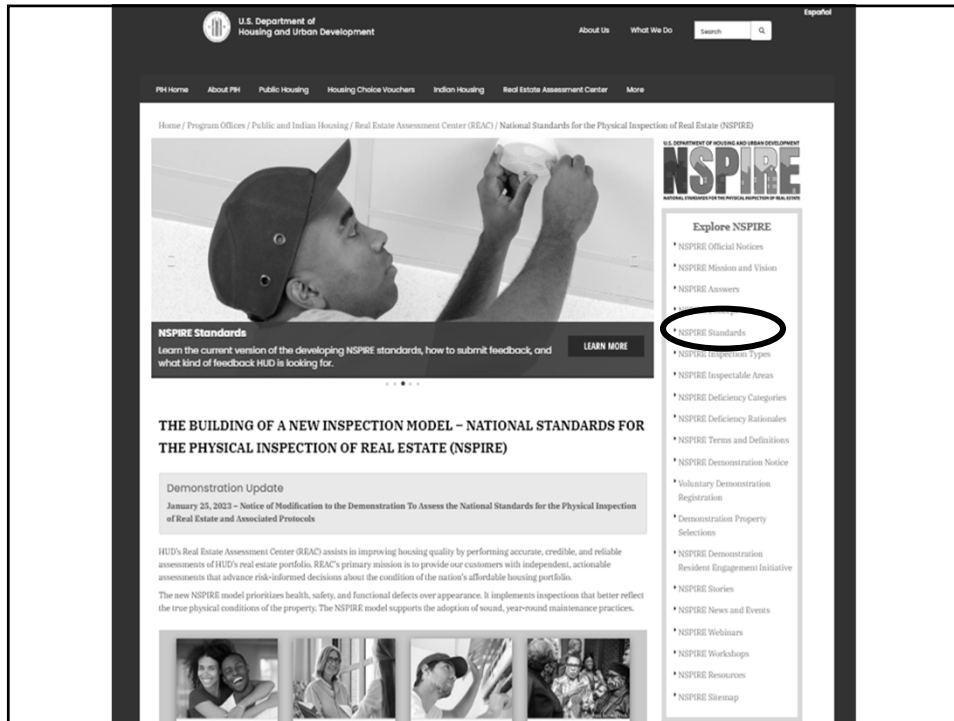 Español
U.S. Department of
Housing and Urban Development
About Us What We Do Search
PIH Home About PIH Public Housing Housing Choice Vouchers Indian Housing Real Estate Assessment Center More
Home / Program Offices / Public and Indian Housing / Real Estate Assessment Center (REAC) / National Standards for the Physical Inspection of Real Estate (NSPIRE)
U.S. DEPARTMENT OF HOUSING AND URBAN DEVELOPMENT
NSPIRE
NATIONAL STANDARDS FOR THE PHYSICAL INSPECTION OF REAL ESTATE
Explore NSPIRE
NSPIRE Official Notices
NSPIRE Mission and Vision
NSPIRE Answers
NSPIRE Standards
NSPIRE Inspection Types
NSPIRE Inspectable Areas
NSPIRE Deficiency Categories
NSPIRE Deficiency Rationales
NSPIRE Terms and Definitions
NSPIRE Demonstration Notice
Voluntary Demonstration
Registration
Demonstration Property
Selections
NSPIRE Demonstration
Resident Engagement Initiative
NSPIRE Stories
NSPIRE News and Events
NSPIRE Webinars
NSPIRE Workshops
NSPIRE Resources
NSPIRE Sitemap
NSPIRE Standards
Learn the current version of the developing NSPIRE standards, how to submit feedback, and
what kind of feedback HUD is looking for.
LEARN MORE
THE BUILDING OF A NEW INSPECTION MODEL – NATIONAL STANDARDS FOR
THE PHYSICAL INSPECTION OF REAL ESTATE (NSPIRE)
Demonstration Update
January 25, 2023 – Notice of Modification to the Demonstration To Assess the National Standards for the Physical Inspection
of Real Estate and Associated Protocols
HUD's Real Estate Assessment Center (REAC) assists in improving housing quality by performing accurate, credible, and reliable
assessments of HUD's real estate portfolio. REAC's primary mission is to provide our customers with independent, actionable
assessments that advance risk-informed decisions about the condition of the nation's affordable housing portfolio.
The new NSPIRE model prioritizes health, safety, and functional defects over appearance. It implements inspections that better reflect
the true physical conditions of the property. The NSPIRE model supports the adoption of sound, year-round maintenance practices.